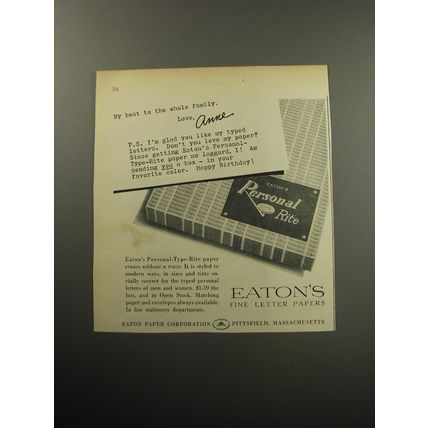 56
My best to the whole family.
Love,
Anne
P.S. I'm glad you like my typed
letters. Don't you love my paper?
Since getting Eaton's Personal-
Type-Rite paper no laggard, I! Am
sending you a box - in your
favorite color. Happy Birthday!
EATON'S
Personal
Rite
Eaton's Personal-Type-Rite paper
erases without a trace. It is styled to
modern ways, in sizes and tints so-
cially correct for the typed personal
letters of men and women. $1.59 the
box, and in Open Stock. Matching
paper and envelopes always available.
In fine stationery departments.
EATON'S
FINE LETTER PAPERS
EATON PAPER CORPORATION PITTSFIELD, MASSACHUSETTS